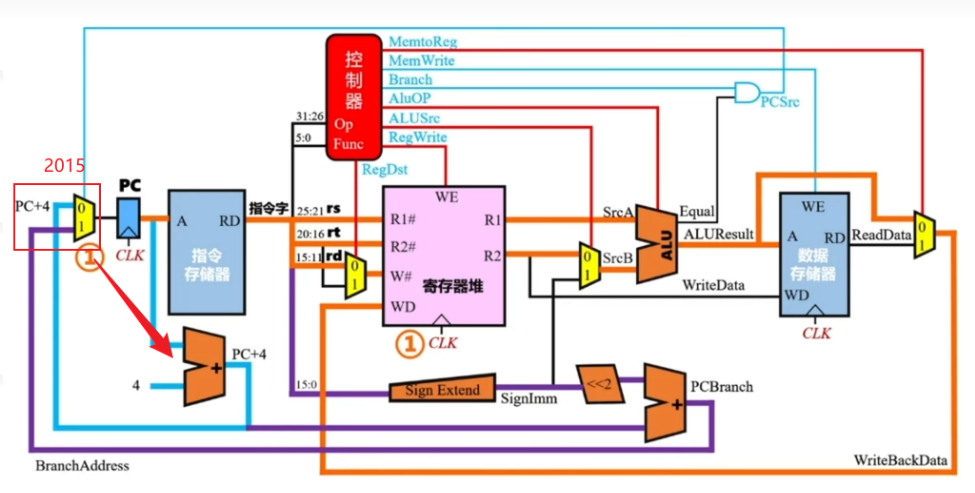 MemtoReg
MemWrite
Branch
AluOP
ALUSrc
RegWrite
控制器
Op
Func
31:26
5:0
RegDst
PCSrc
2015
PC+4
0
1
PC
CLK
①
A
RD
指令
存储器
指令字
25:21 rs
20:16 rt
15:11 rd
0
1
WE
R1#
R2#
W#
WD
R1
R2
寄存器堆
①
CLK
0
1
SrcA
SrcB
ALU
Equal
ALUResult
WriteData
WE
A
RD
数据
存储器
WD
CLK
ReadData
0
1
PC+4
4
+
15:0
Sign Extend
SignImm
<<2
+
PCBranch
BranchAddress
WriteBackData